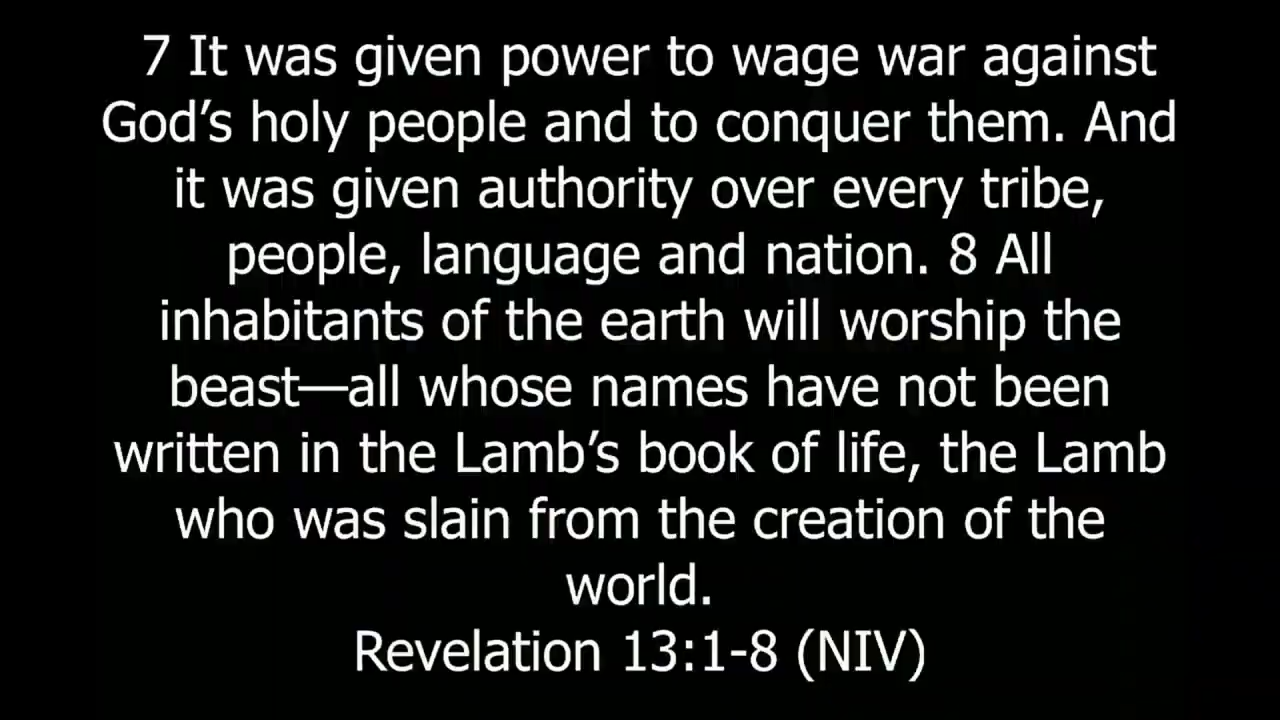 7 It was given power to wage war against
God’s holy people and to conquer them. And
it was given authority over every tribe,
people, language and nation. 8 All
inhabitants of the earth will worship the
beast—all whose names have not been
written in the Lamb’s book of life, the Lamb
who was slain from the creation of the
world.
Revelation 13:1-8 (NIV)